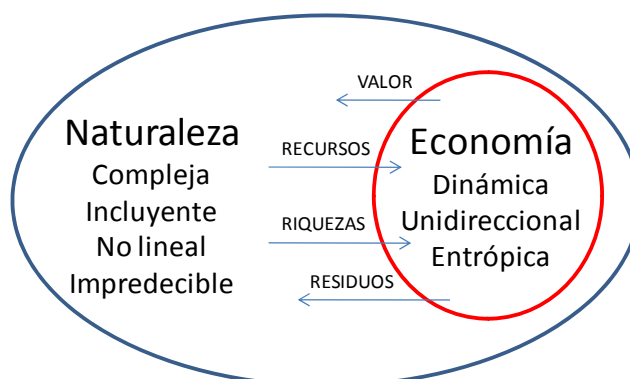 VALOR
Naturaleza
Compleja
Incluyente
No lineal
Impredecible
RECURSOS
RIQUEZAS
RESIDUOS
Economía
Dinámica
Unidireccional
Entrópica